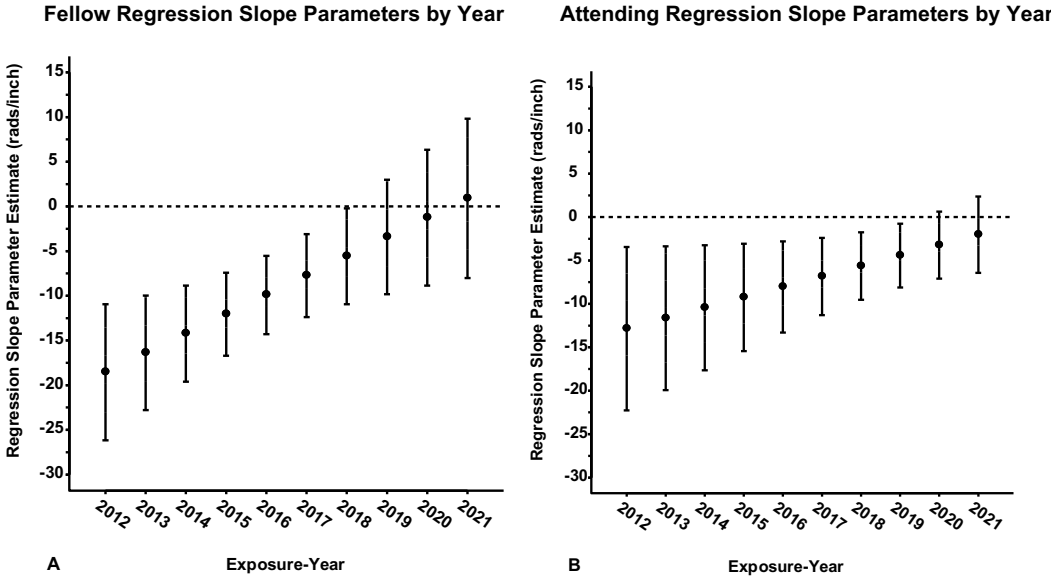 Fellow Regression Slope Parameters by Year
Regression Slope Parameter Estimate (rads/inch)
15
10
5
0
-5
-10
-15
-20
-25
-30
2012 2013 2014 2015 2016 2017 2018 2019 2020 2021
A
Exposure-Year
Attending Regression Slope Parameters by Year
Regression Slope Parameter Estimate (rads/inch)
15
10
5
0
-5
-10
-15
-20
-25
-30
2012 2013 2014 2015 2016 2017 2018 2019 2020 2021
B
Exposure-Year